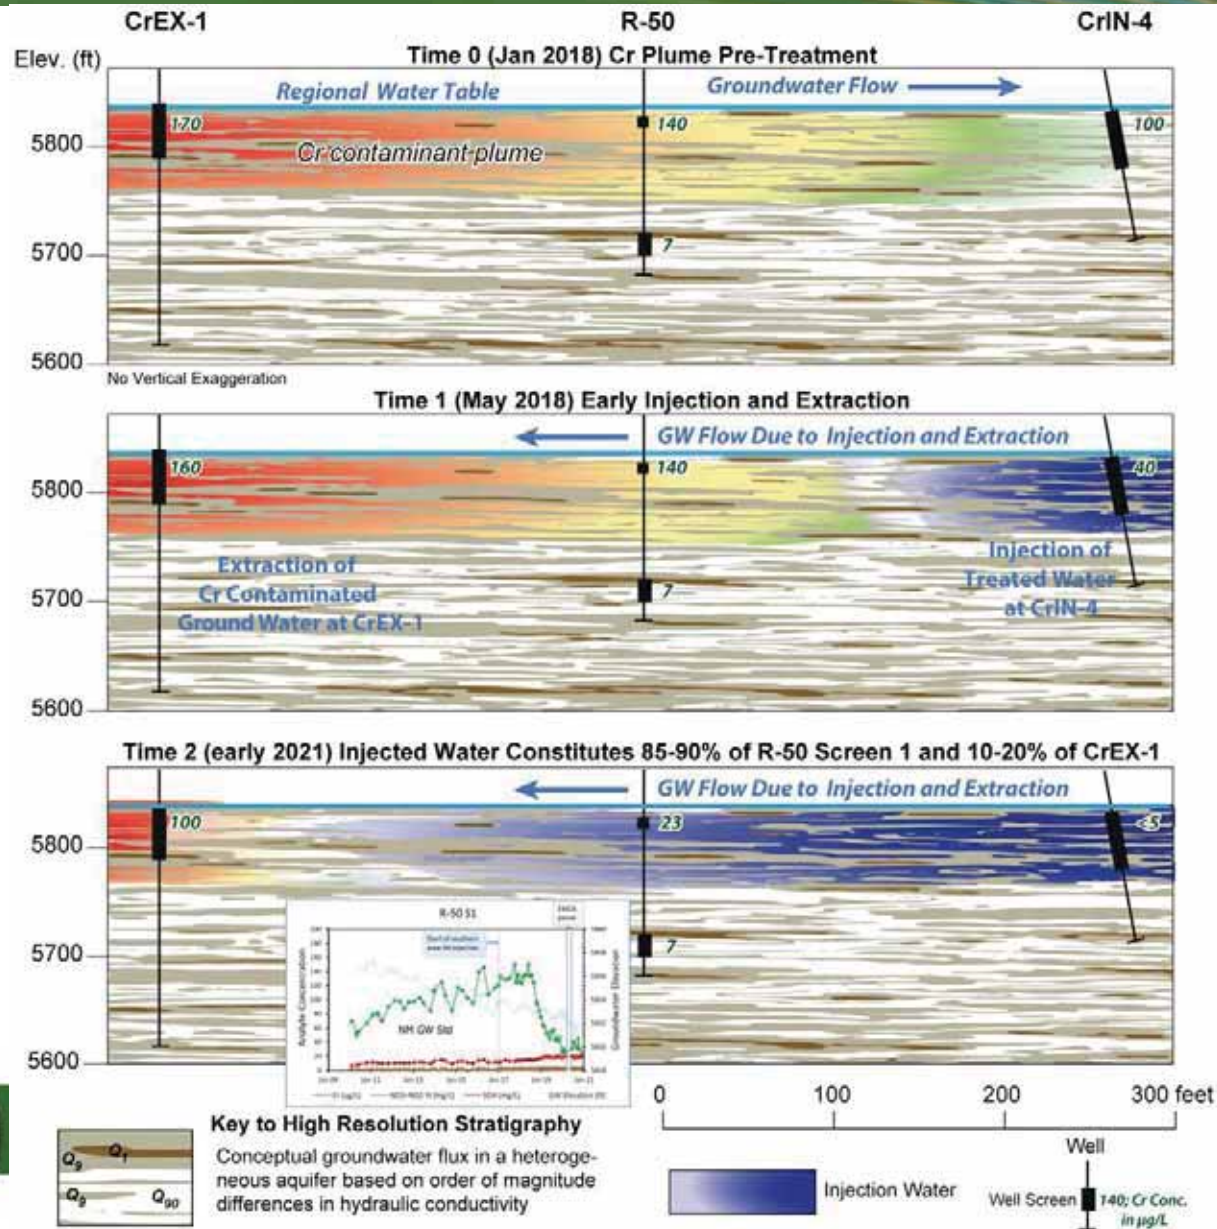 CrEX-1 R-50 CrIN-4
Elev. (ft)
Time 0 (Jan 2018) Cr Plume Pre-Treatment
Regional Water Table
Groundwater Flow
170
140
100
5800
Cr contaminant plume
5700
7
5600
No Vertical Exaggeration
Time 1 (May 2018) Early Injection and Extraction
GW Flow Due to Injection and Extraction
160
140
40
5800
Extraction of
Cr Contaminated
Ground Water at CrEX-1
Injection of
Treated Water
at CrIN-4
5700
7
5600
Time 2 (early 2021) Injected Water Constitutes 85-90% of R-50 Screen 1 and 10-20% of CrEX-1
GW Flow Due to Injection and Extraction
100
23
<5
5800
5700
7
5600
R-50 S1
Analyte Concentration
Groundwater Elevation
NM GW Std
0 100 200 300 feet
Key to High Resolution Stratigraphy
Conceptual groundwater flux in a heteroge-
neous aquifer based on order of magnitude
differences in hydraulic conductivity
Injection Water
Well
Well Screen
140; Cr Conc.
in µg/L